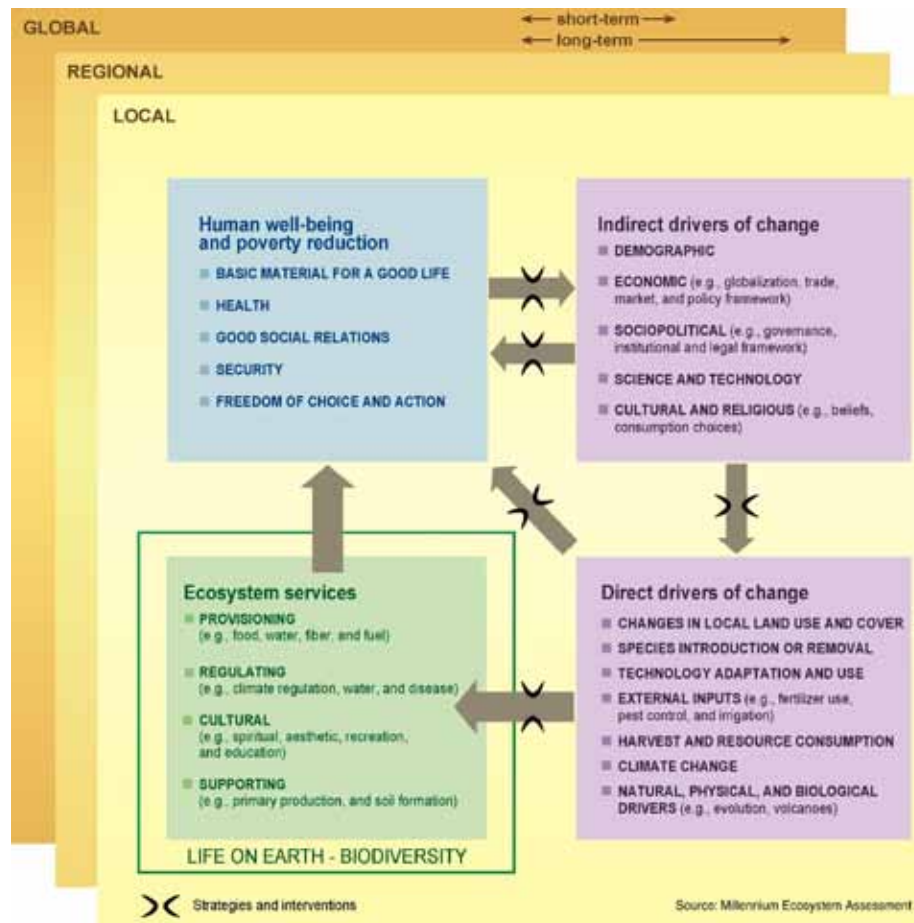 GLOBAL
short-term
long-term
REGIONAL
LOCAL
Human well-being
and poverty reduction
BASIC MATERIAL FOR A GOOD LIFE
HEALTH
GOOD SOCIAL RELATIONS
SECURITY
FREEDOM OF CHOICE AND ACTION
Indirect drivers of change
DEMOGRAPHIC
ECONOMIC (e.g., globalization, trade,
market, and policy framework)
SOCIOPOLITICAL (e.g., governance,
institutional and legal framework)
SCIENCE AND TECHNOLOGY
CULTURAL AND RELIGIOUS (e.g., beliefs,
consumption choices)
Ecosystem services
PROVISIONING
(e.g., food, water, fiber, and fuel)
REGULATING
(e.g., climate regulation, water, and disease)
CULTURAL
(e.g., spiritual, aesthetic, recreation,
and education)
SUPPORTING
(e.g., primary production, and soil formation)
LIFE ON EARTH - BIODIVERSITY
Direct drivers of change
CHANGES IN LOCAL LAND USE AND COVER
SPECIES INTRODUCTION OR REMOVAL
TECHNOLOGY ADAPTATION AND USE
EXTERNAL INPUTS (e.g., fertilizer use,
pest control, and irrigation)
HARVEST AND RESOURCE CONSUMPTION
CLIMATE CHANGE
NATURAL, PHYSICAL, AND BIOLOGICAL
DRIVERS (e.g., evolution, volcanoes)
Strategies and interventions
Source: Millennium Ecosystem Assessment